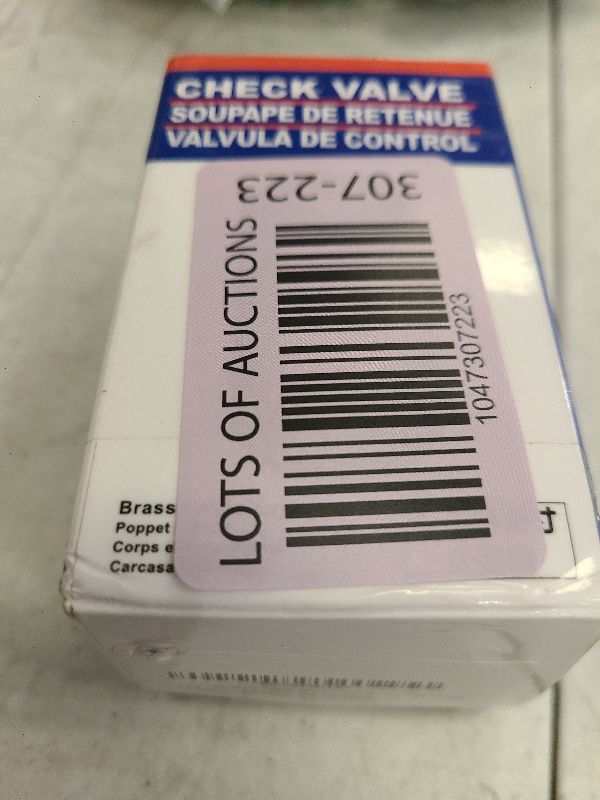 CHECK VALVE
SOUPAPE DE RETENUE
VALVULA DE CONTROL
307-223
LOTS OF AUCTIONS
1047307223
Brass
Poppet
Corps e
Carcasa